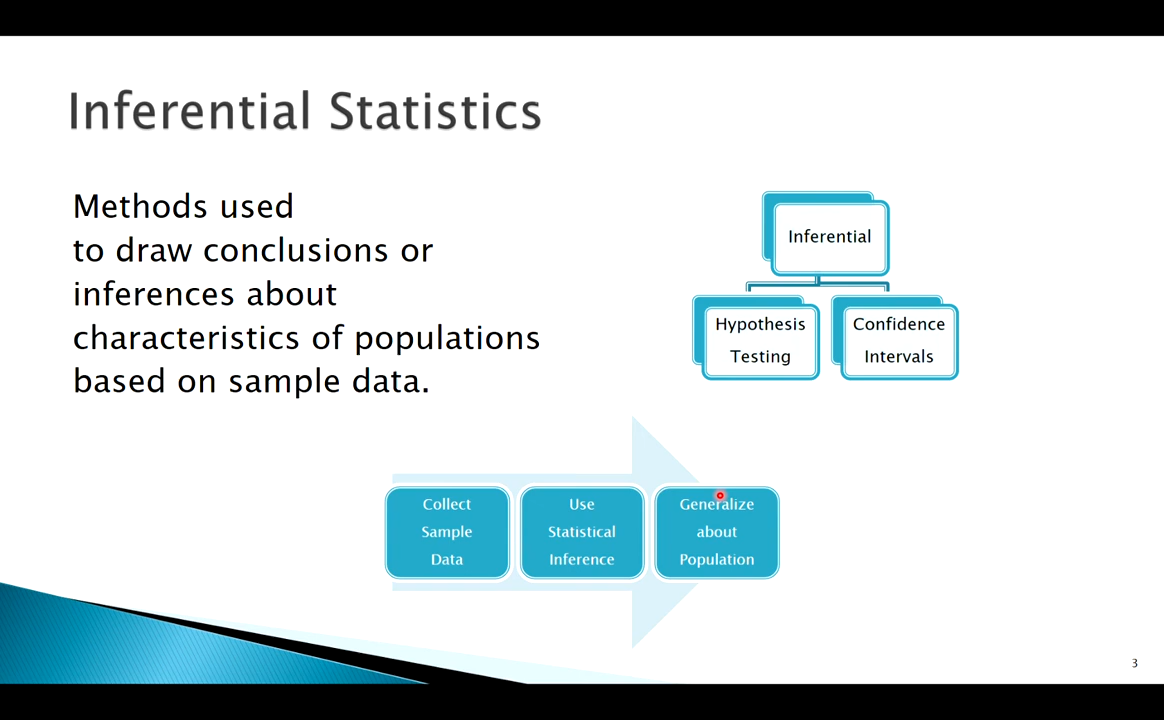 Inferential Statistics
Methods used
to draw conclusions or
inferences about
characteristics of populations
based on sample data.
Inferential
Hypothesis
Testing
Confidence
Intervals
Collect
Sample
Data
Use
Statistical
Inference
Generalize
about
Population
3